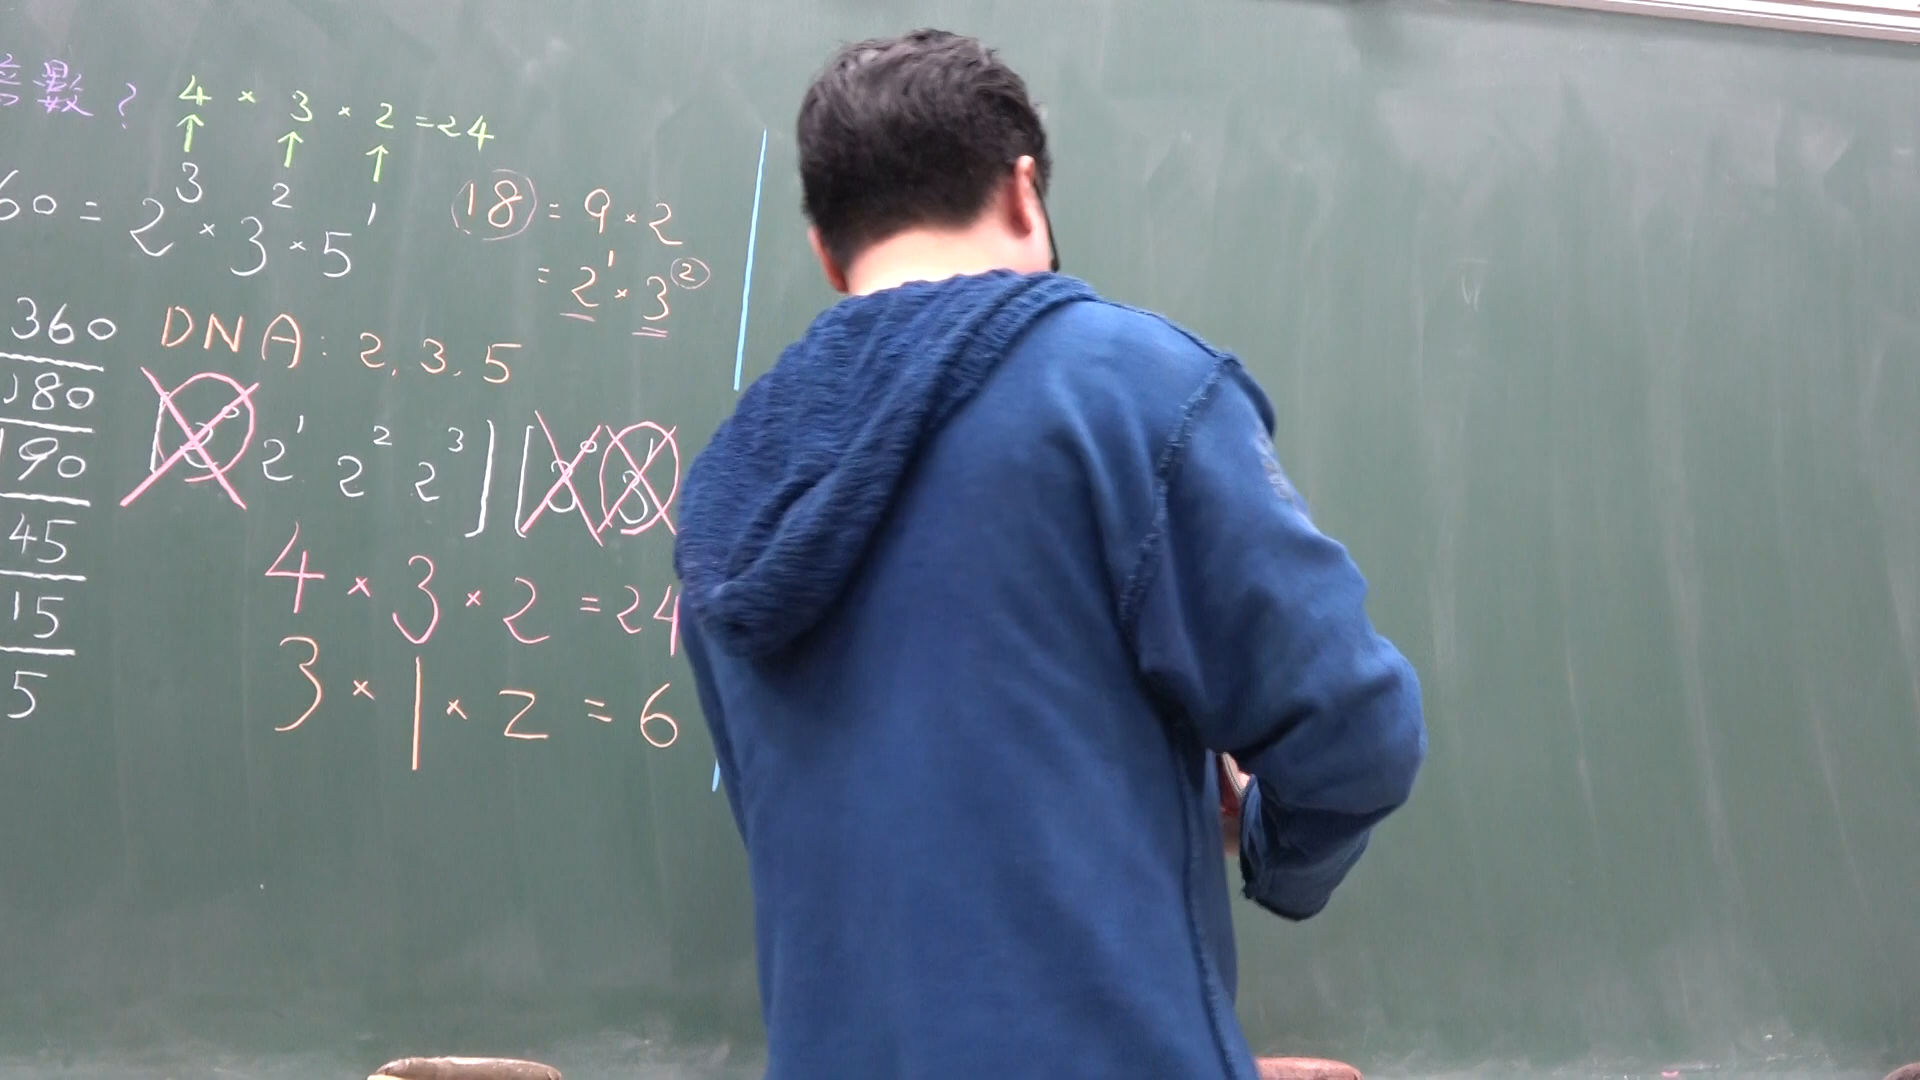 倍數? 4 × 3 × 2 = 24
↑ ↑ ↑
60 = 2³ × 3² × 5¹
(18) = 9 × 2
= 2¹ × 3²
360
180
90
45
15
5
DNA: 2, 3, 5
2¹ 2² 2³ ] [
4 × 3 × 2 = 24
3 × 1 × 2 = 6